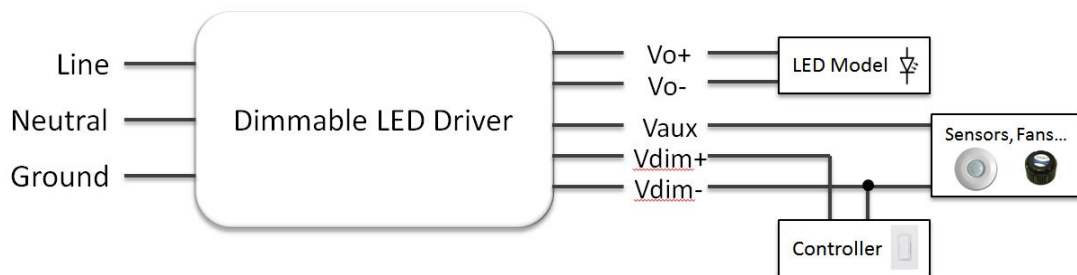 Line
Neutral
Ground
Dimmable LED Driver
Vo+
Vo-
Vaux
Vdim+
Vdim-
LED Model
Sensors, Fans...
Controller